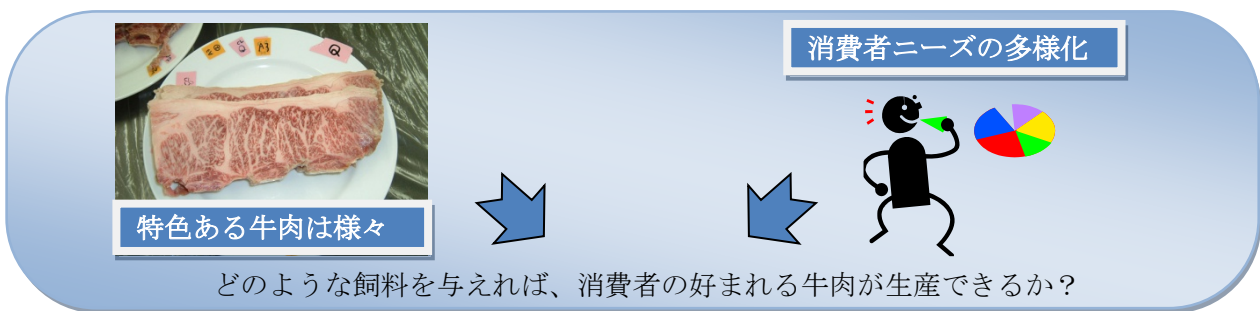 A3
Q
消費者ニーズの多様化
特色ある牛肉は様々
どのような飼料を与えれば、消費者の好まれる牛肉が生産できるか？